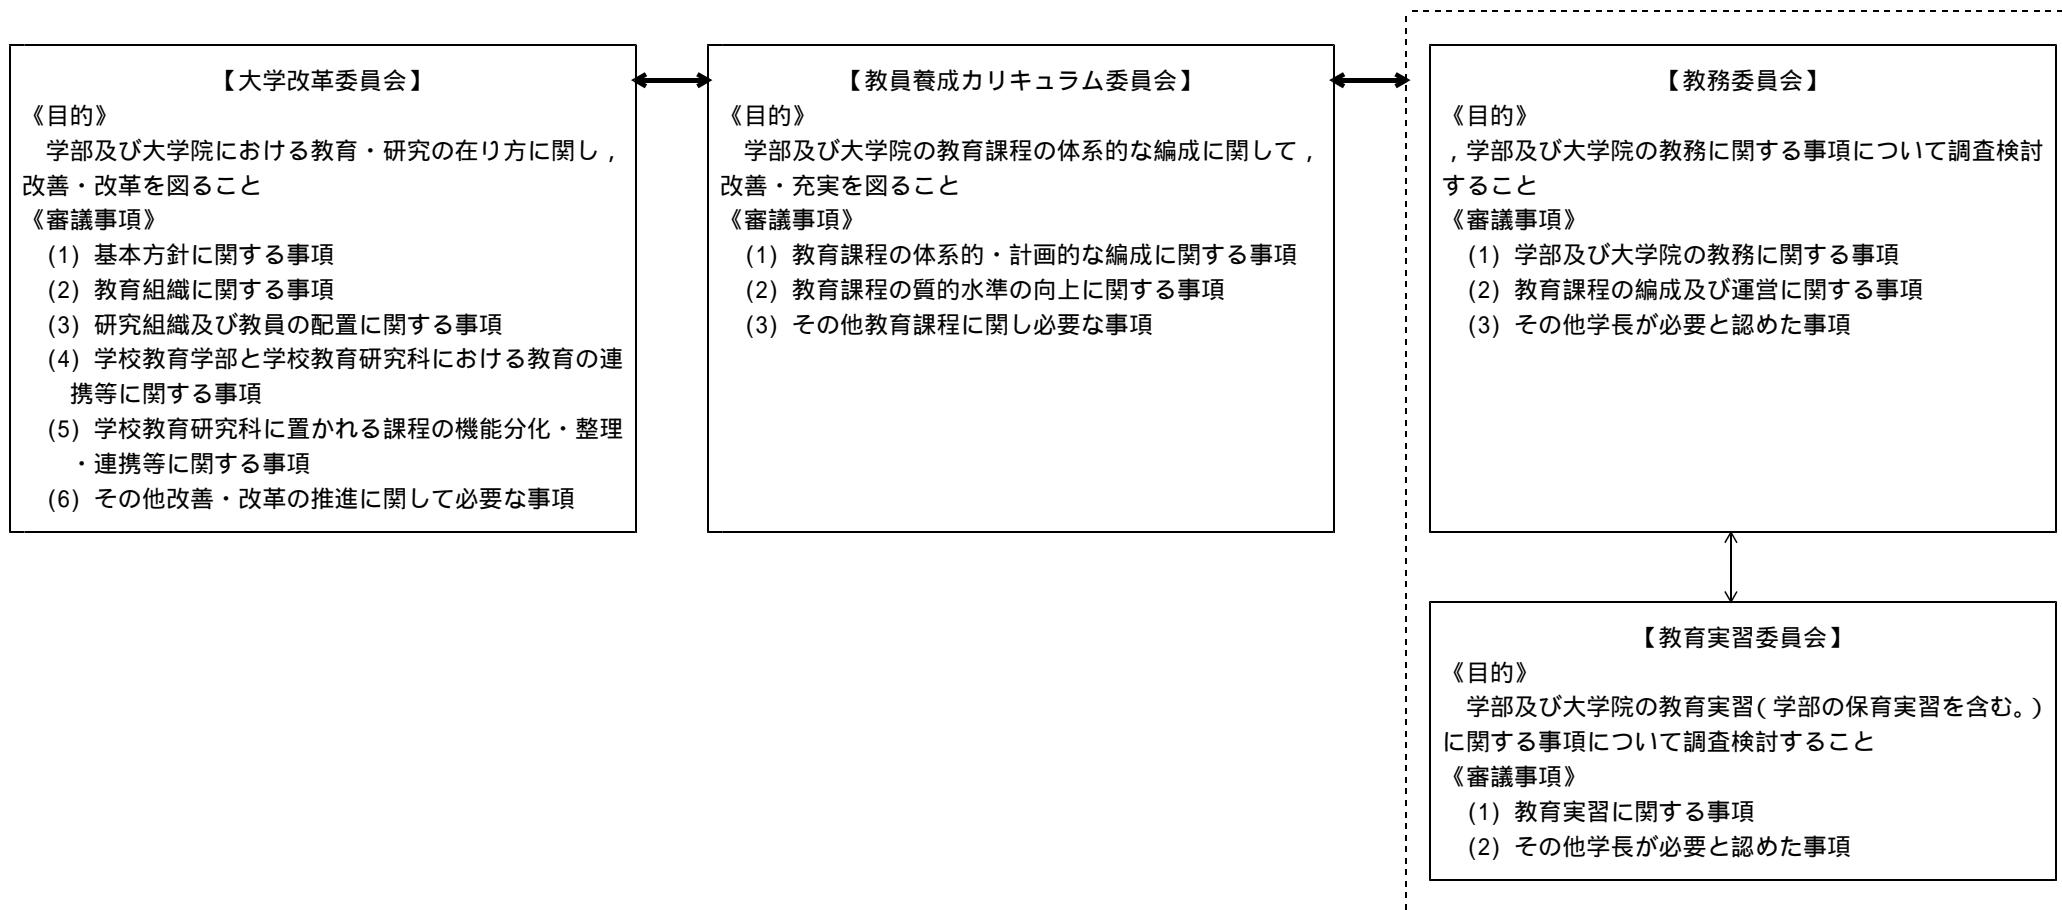 【大学改革委員会】
《目的》
学部及び大学院における教育・研究の在り方に関し，
改善・改革を図ること
《審議事項》
(1) 基本方針に関する事項
(2) 教育組織に関する事項
(3) 研究組織及び教員の配置に関する事項
(4) 学校教育学部と学校教育研究科における教育の連
携等に関する事項
(5) 学校教育研究科に置かれる課程の機能分化・整理
・連携等に関する事項
(6) その他改善・改革の推進に関して必要な事項
【教員養成カリキュラム委員会】
《目的》
学部及び大学院の教育課程の体系的な編成に関して，
改善・充実を図ること
《審議事項》
(1) 教育課程の体系的・計画的な編成に関する事項
(2) 教育課程の質的水準の向上に関する事項
(3) その他教育課程に関し必要な事項
【教務委員会】
《目的》
，学部及び大学院の教務に関する事項について調査検討
すること
《審議事項》
(1) 学部及び大学院の教務に関する事項
(2) 教育課程の編成及び運営に関する事項
(3) その他学長が必要と認めた事項
【教育実習委員会】
《目的》
学部及び大学院の教育実習(学部の保育実習を含む。)
に関する事項について調査検討すること
《審議事項》
(1) 教育実習に関する事項
(2) その他学長が必要と認めた事項